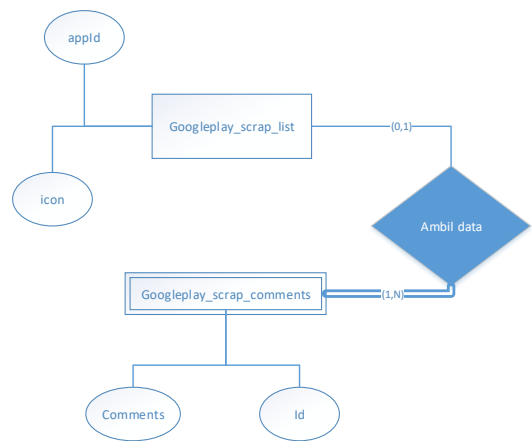 appId
Googleplay_scrap_list
(0,1)
icon
Ambil data
Googleplay_scrap_comments
(1,N)
Comments
Id